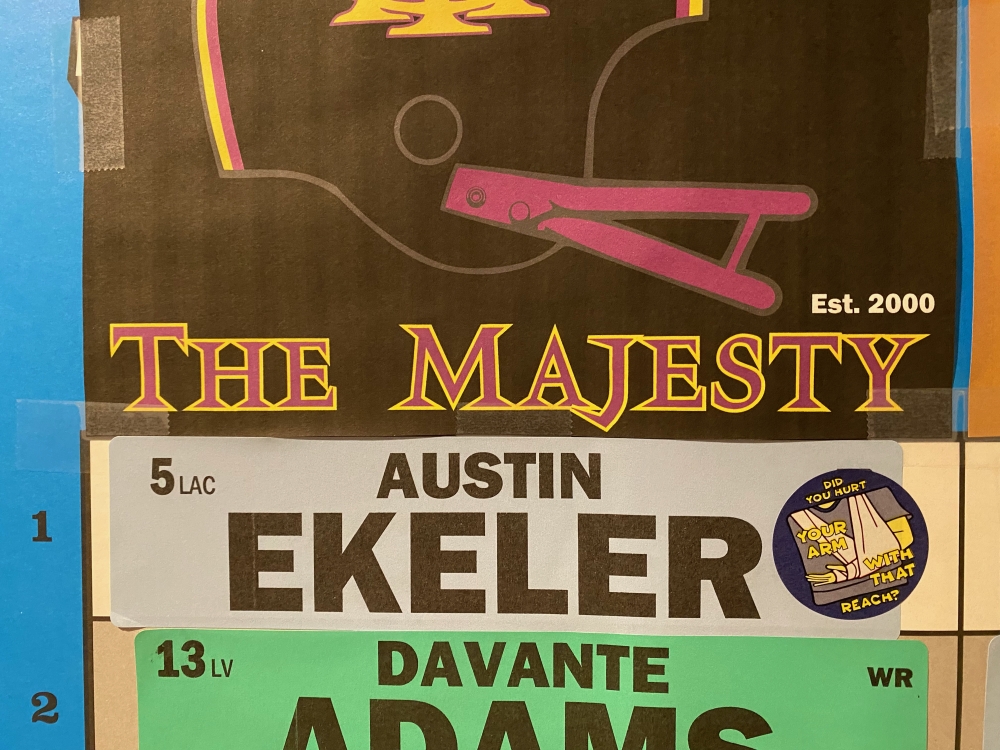 Est. 2000
THE MAJESTY
1
5 LAC
AUSTIN
EKELER
DID
YOU HURT
YOUR
ARM
WITH
THAT
REACH?
2
13 LV
DAVANTE
WR
ADAMS